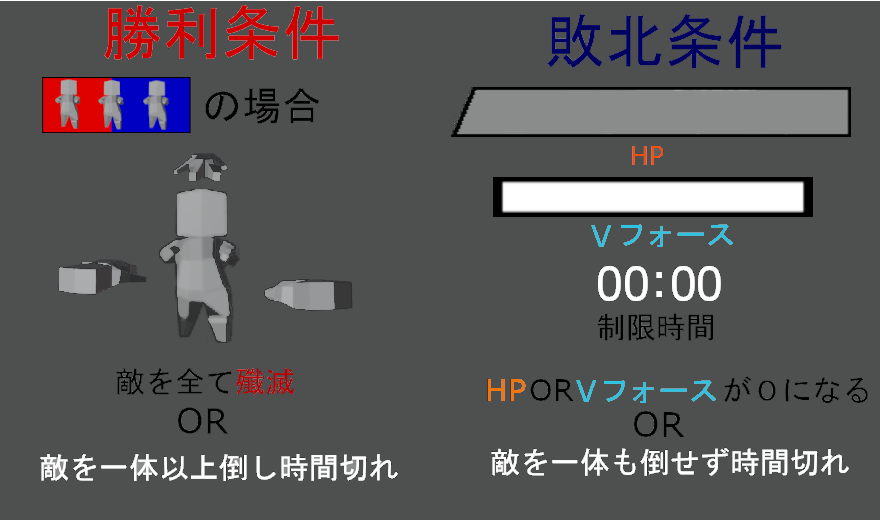 勝利条件
の場合
敵を全て殲滅
OR
敵を一体以上倒し時間切れ
敗北条件
HP
Vフォース
00:00
制限時間
HPORVフォースが0になる
OR
敵を一体も倒せず時間切れ